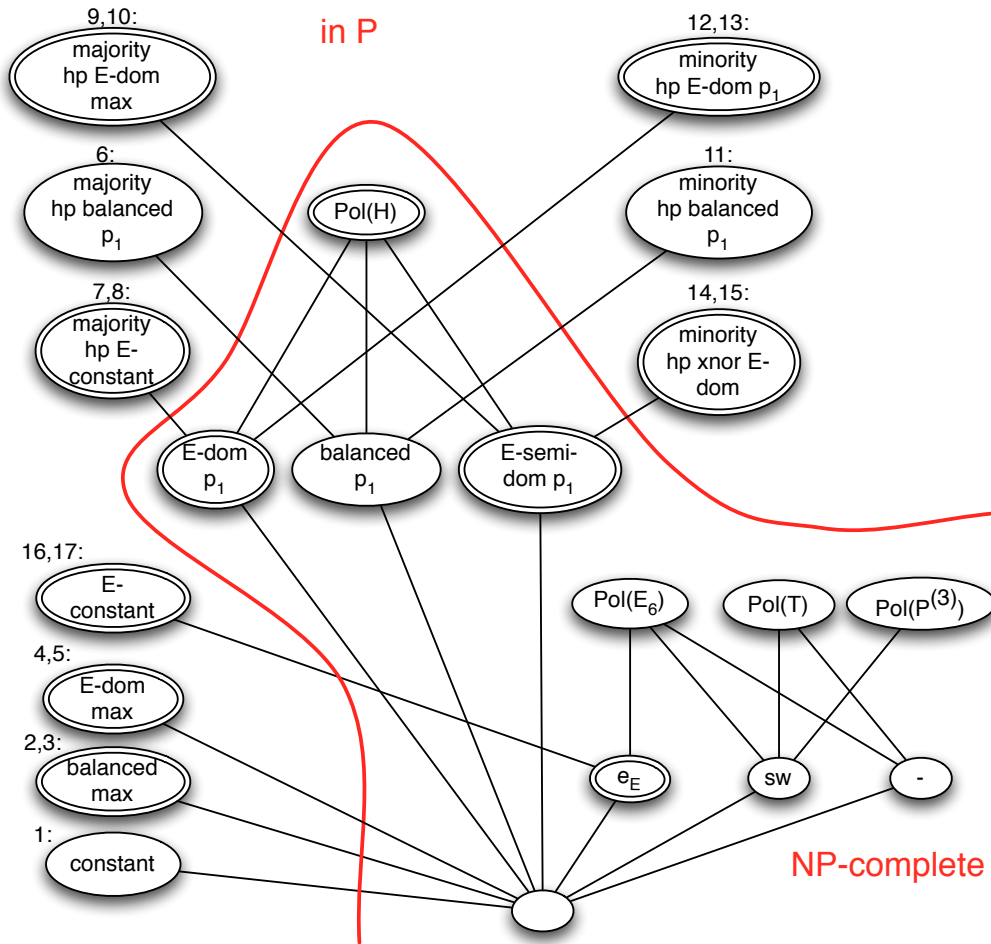 9,10:
in P
12,13:
majority
hp E-dom
max
minority
hp E-dom p1
6:
11:
majority
hp balanced
p1
Pol(H)
minority
hp balanced
p1
7,8:
14,15:
majority
hp E-
constant
minority
hp xnor E-
dom
E-dom
p1
balanced
p1
E-semi-
dom p1
16,17:
E-
constant
Pol(E6)
Pol(T)
Pol(P(3))
4,5:
E-dom
max
2,3:
balanced
max
eE
sw
-
1:
constant
NP-complete